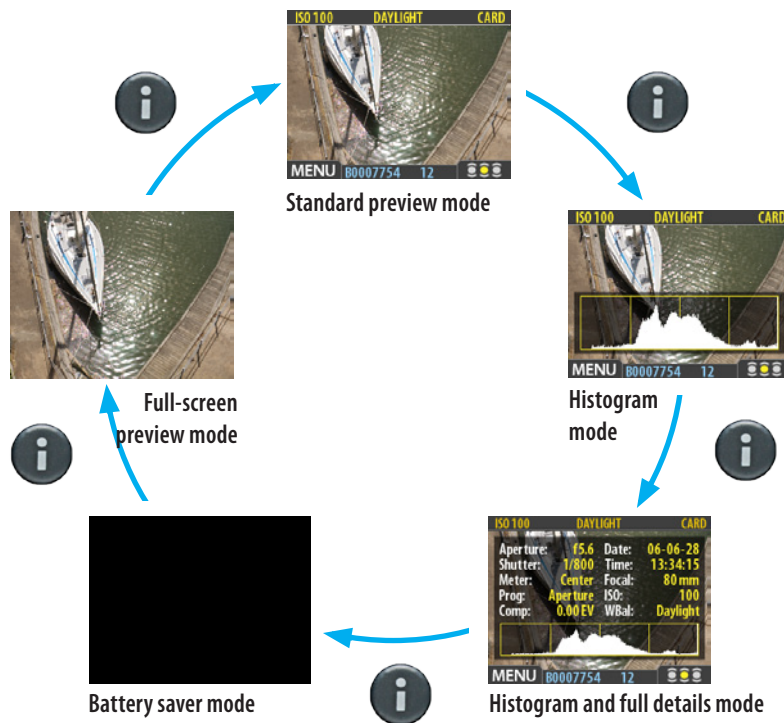 ISO 100 DAYLIGHT CARD
MENU B0007754 12
Standard preview mode
ISO 100 DAYLIGHT CARD
MENU B0007754 12
Histogram
mode
ISO 100 DAYLIGHT CARD
Aperture: f5.6 Date: 06-06-28
Shutter: 1/800 Time: 13:34:15
Meter: Center Focal: 80 mm
Prog: Aperture ISO: 100
Comp: 0.00 EV WBal: Daylight
MENU B0007754 12
Histogram and full details mode
Battery saver mode
Full-screen
preview mode
i
i
i
i
i